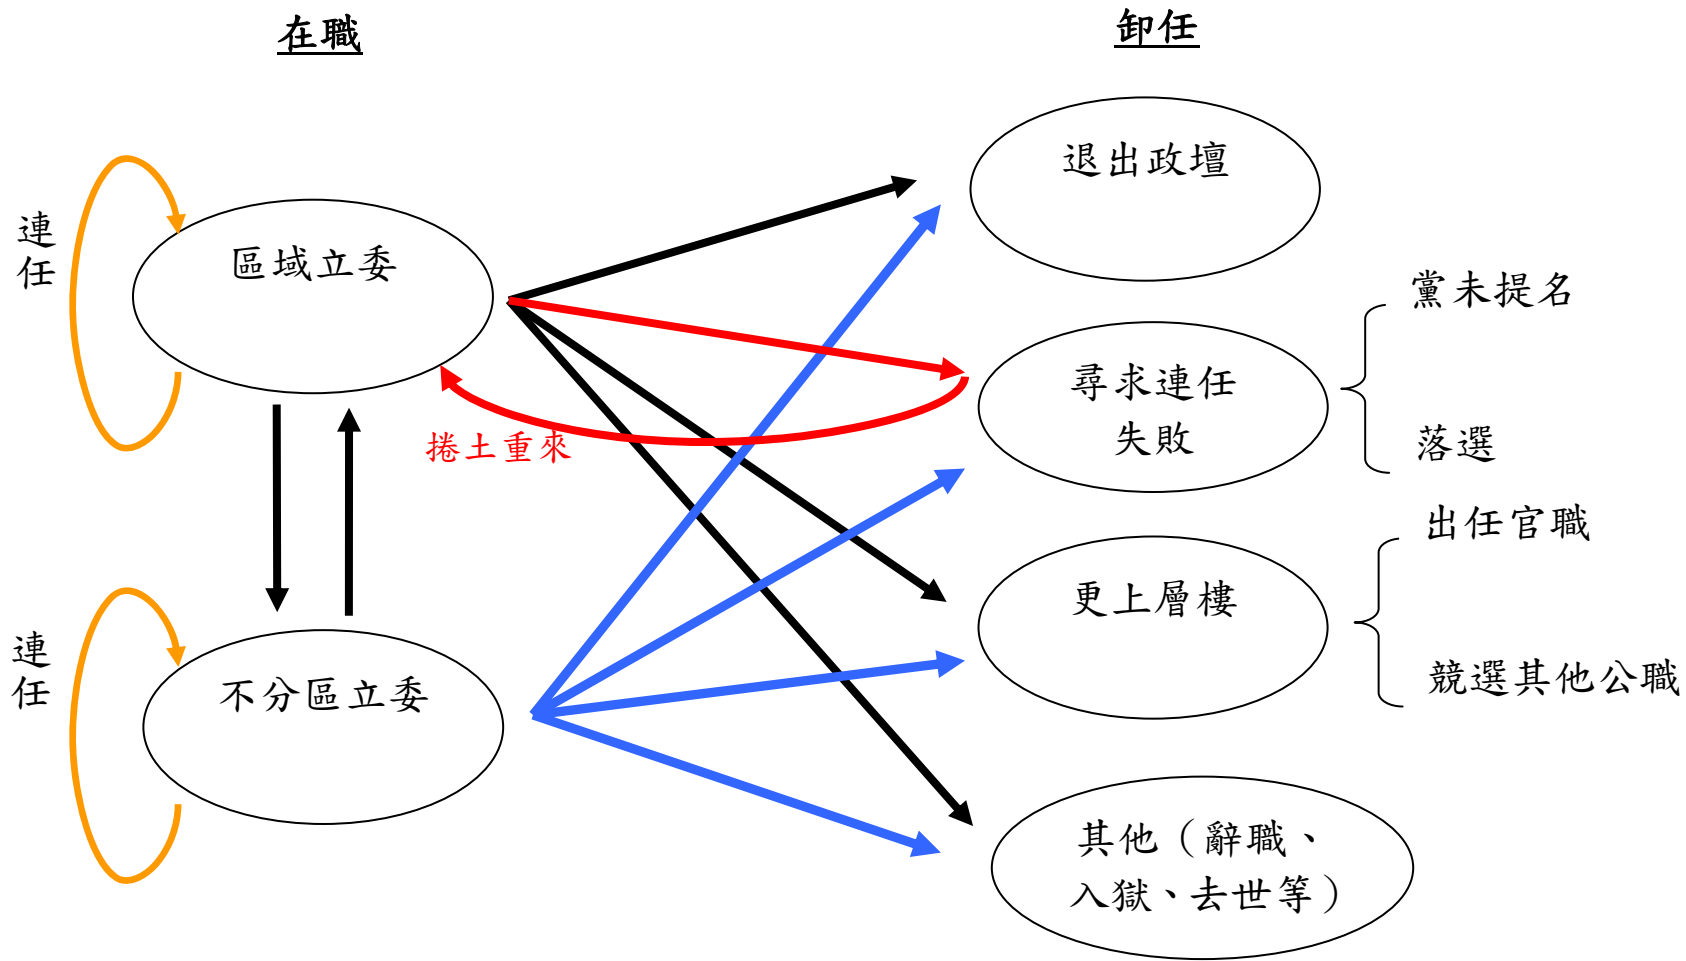 在職
卸任
退出政壇
連任
區域立委
黨未提名
尋求連任
失敗
捲土重來
落選
出任官職
更上層樓
連任
不分區立委
競選其他公職
其他（辭職、
入獄、去世等）